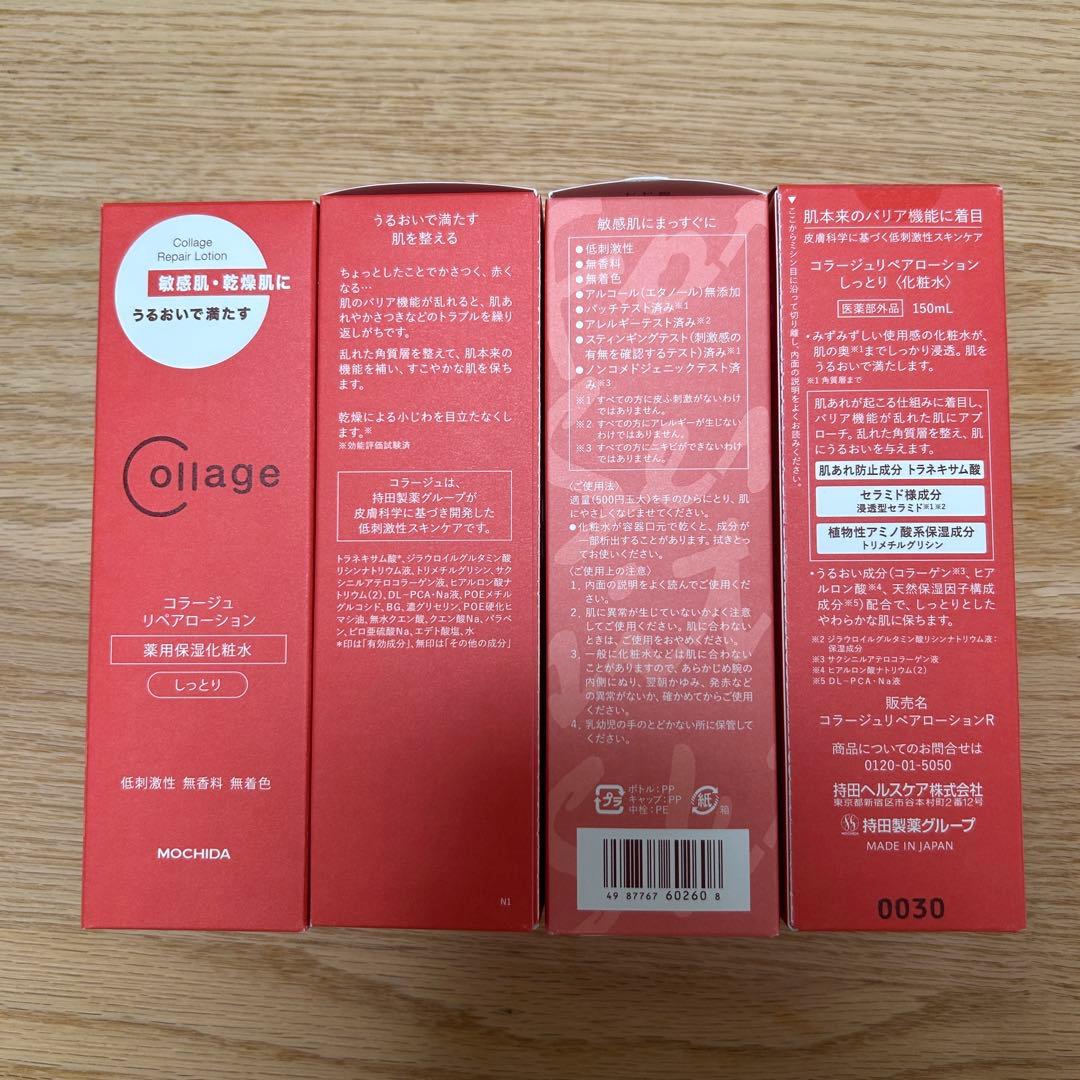 Collage
Repair Lotion
敏感肌・乾燥肌に
うるおいで満たす
Collage
コラージュ
リペアローション
薬用保湿化粧水
しっとり
低刺激性 無香料 無着色
MOCHIDA
うるおいで満たす
肌を整える
ちょっとしたことでかさつく、赤く
なる…
肌のバリア機能が乱れると、肌あ
れやかさつきなどのトラブルを繰り
返しがちです。
乱れた角質層を整えて、肌本来の
機能を補い、すこやかな肌を保ち
ます。
乾燥による小じわを目立たなくし
ます。※
※効能評価試験済
コラージュは、
持田製薬グループが
皮膚科学に基づき開発した
低刺激性スキンケアです。
トラネキサム酸*、ジラウロイルグルタミン酸
リシンナトリウム液、トリメチルグリシン、サク
シニルアテロコラーゲン液、ヒアルロン酸ナ
トリウム(2)、DL-PCA・Na液、POEメチル
グルコシド、BG、濃グリセリン、POE硬化ヒ
マシ油、無水クエン酸、クエン酸Na、パラベ
ン、ピロ亜硫酸Na、エデト酸塩、水
*印は「有効成分」、無印は「その他の成分」
N1
敏感肌にまっすぐに
●低刺激性
●無香料
●無着色
●アルコール(エタノール)無添加
●パッチテスト済み※1
●アレルギーテスト済み※2
●スティンギングテスト(刺激感の
有無を確認するテスト)済み※1
●ノンコメドジェニックテスト済
み※3
※1 すべての方に皮ふ刺激がないわけ
ではありません。
※2 すべての方にアレルギーが生じない
わけではありません。
※3 すべての方にニキビができないわけ
ではありません。
〈ご使用法〉
適量(500円玉大)を手のひらにとり、肌
にやさしくなじませてください。
●化粧水が容器口元で乾くと、成分が
一部析出することがあります。拭きとっ
てお使いください。
〈ご使用上の注意〉
1. 内面の説明をよく読んでご使用くだ
さい。
2. 肌に異常が生じていないかよく注意
してご使用ください。肌に合わない
ときは、ご使用をおやめください。
3. 一般に化粧水などは肌に合わない
ことがありますので、あらかじめ腕の
内側にぬり、翌朝かゆみ、発赤など
の異常がないか、確かめてからご使用
ください。
4. 乳幼児の手のとどかない所に保管して
ください。
プラ
ボトル:PP
キャップ:PP
中栓:PE
紙
箱
49 87767 60260 8
▼ここからミシン目に沿って切り離し、内面の説明をよくお読みください。
肌本来のバリア機能に着目
皮膚科学に基づく低刺激性スキンケア
コラージュリペアローション
しっとり〈化粧水〉
医薬部外品 150mL
・みずみずしい使用感の化粧水が、
肌の奥※1までしっかり浸透。肌を
うるおいで満たします。
※1 角質層まで
肌あれが起こる仕組みに着目し、
バリア機能が乱れた肌にアプ
ローチ。乱れた角質層を整え、肌
にうるおいを与えます。
肌あれ防止成分 トラネキサム酸
セラミド様成分
浸透型セラミド※1※2
植物性アミノ酸系保湿成分
トリメチルグリシン
・うるおい成分(コラーゲン※3、ヒア
ルロン酸※4、天然保湿因子構成
成分※5)配合で、しっとりとした
やわらかな肌に保ちます。
※2 ジラウロイルグルタミン酸リシンナトリウム液:
保湿成分
※3 サクシニルアテロコラーゲン液
※4 ヒアルロン酸ナトリウム(2)
※5 DL-PCA・Na液
販売名
コラージュリペアローションR
商品についてのお問合せは
0120-01-5050
持田ヘルスケア株式会社
東京都新宿区市谷本村町2番12号
MOCHIDA
持田製薬グループ
MADE IN JAPAN
0030